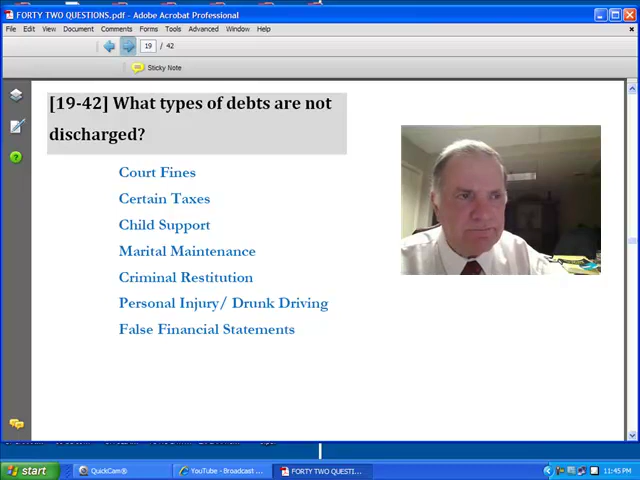 FORTY TWO QUESTIONS.pdf - Adobe Acrobat Professional
File Edit View Document Comments Forms Tools Advanced Window Help
19 / 42
Sticky Note
[19-42] What types of debts are not
discharged?
Court Fines
Certain Taxes
Child Support
Marital Maintenance
Criminal Restitution
Personal Injury/ Drunk Driving
False Financial Statements
start QuickCam® YouTube - Broadcast ... FORTY TWO QUESTI... 11:45 PM